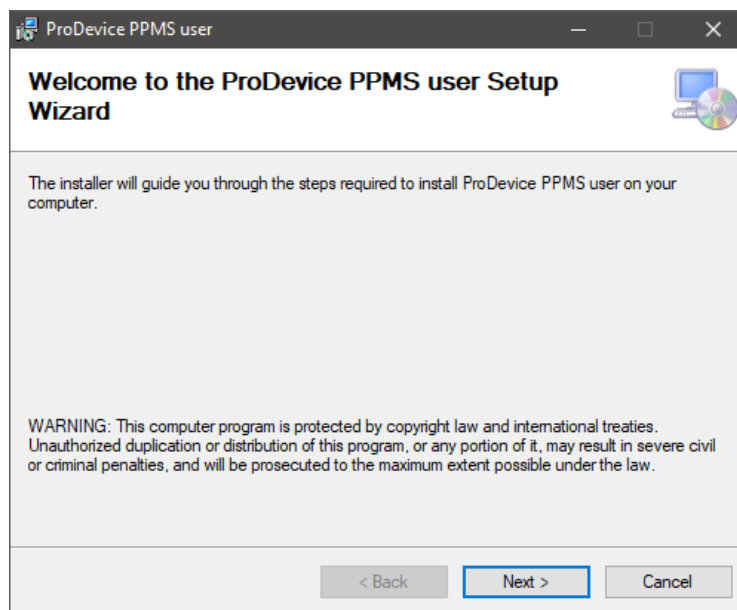 ProDevice PPMS user
Welcome to the ProDevice PPMS user Setup
Wizard
The installer will guide you through the steps required to install ProDevice PPMS user on your
computer.
WARNING: This computer program is protected by copyright law and international treaties.
Unauthorized duplication or distribution of this program, or any portion of it, may result in severe civil
or criminal penalties, and will be prosecuted to the maximum extent possible under the law.
< Back Next > Cancel